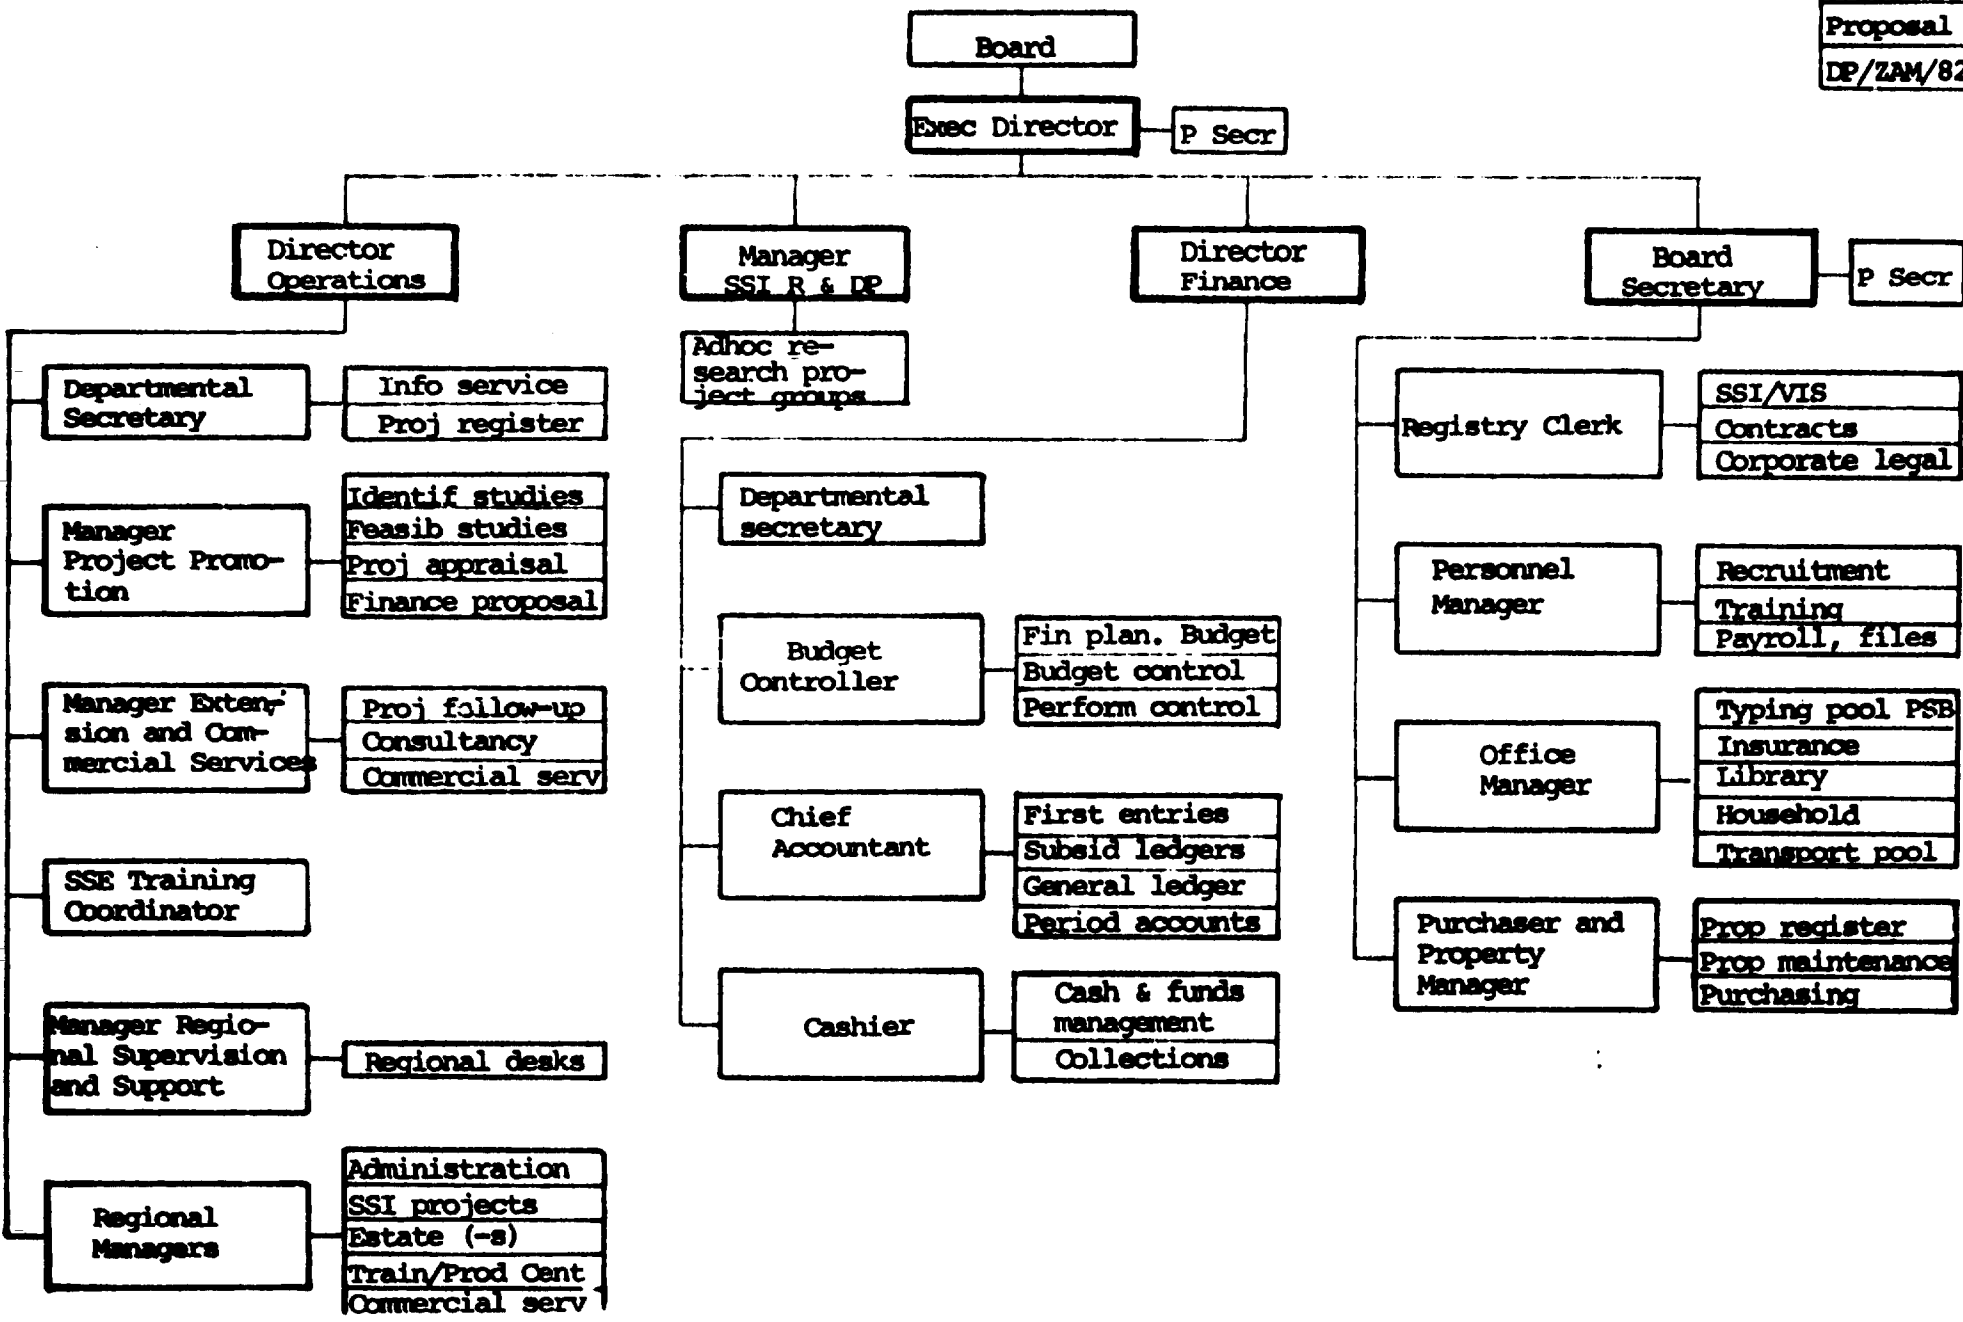 Proposal
DP/ZAM/82
Board
Exec Director
P Secr
Director
Operations
Manager
SSI R & DP
Director
Finance
Board
Secretary
P Secr
Adhoc re-
search pro-
ject groups
Departmental
Secretary
Info service
Proj register
Manager
Project Promo-
tion
Identif studies
Feasib studies
Proj appraisal
Finance proposal
Manager Exten-
sion and Com-
mercial Services
Proj follow-up
Consultancy
Commercial serv
SSE Training
Coordinator
Manager Regio-
nal Supervision
and Support
Regional desks
Regional
Managers
Administration
SSI projects
Estate (-s)
Train/Prod Cent
Commercial serv
Departmental
secretary
Budget
Controller
Fin plan. Budget
Budget control
Perform control
Chief
Accountant
First entries
Subsid ledgers
General ledger
Period accounts
Cashier
Cash & funds
management
Collections
Registry Clerk
SSI/VIS
Contracts
Corporate legal
Personnel
Manager
Recruitment
Training
Payroll, files
Office
Manager
Typing pool PSB
Insurance
Library
Household
Transport pool
Purchaser and
Property
Manager
Prop register
Prop maintenance
Purchasing